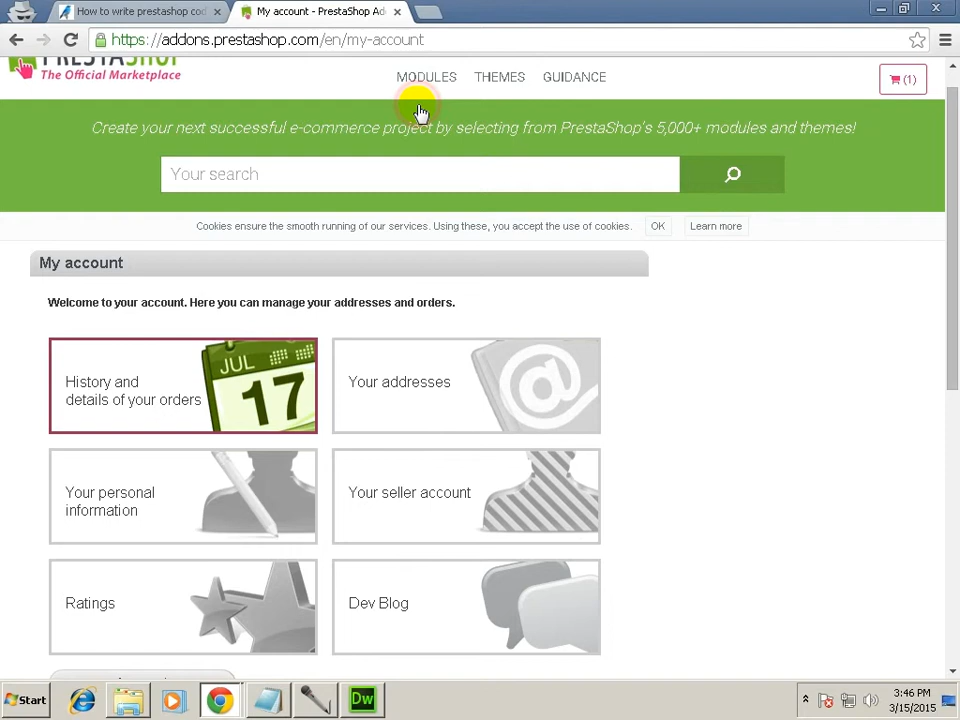 How to write prestashop cod
My account - PrestaShop Ad
https://addons.prestashop.com/en/my-account
PRESTASHOP
The Official Marketplace
MODULES
THEMES
GUIDANCE
(1)
Create your next successful e-commerce project by selecting from PrestaShop's 5,000+ modules and themes!
Your search
Cookies ensure the smooth running of our services. Using these, you accept the use of cookies.
OK
Learn more
My account
Welcome to your account. Here you can manage your addresses and orders.
History and
details of your orders
JUL
17
Your addresses
@
Your personal
information
Your seller account
Ratings
Dev Blog
Start
Dw
3:46 PM
3/15/2015